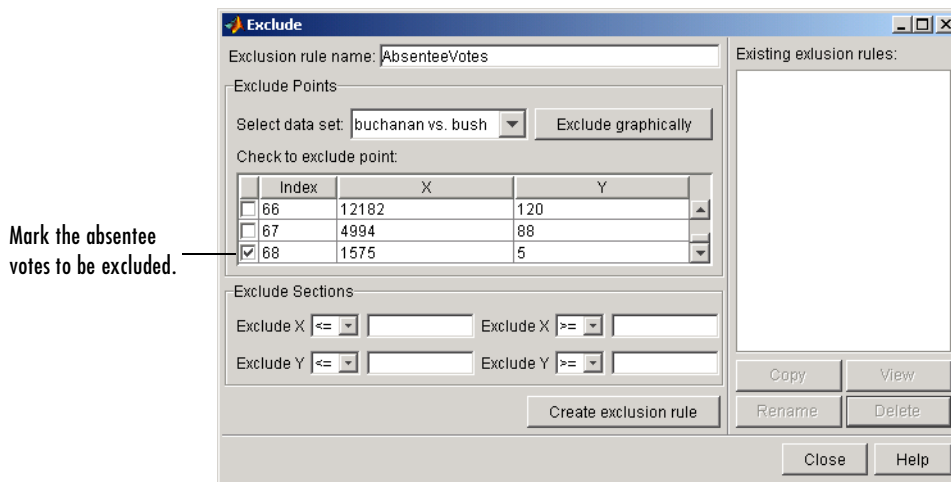 Exclude
Exclusion rule name: AbsenteeVotes
Exclude Points
Select data set: buchanan vs. bush Exclude graphically
Check to exclude point:
Index X Y
66 12182 120
67 4994 88
68 1575 5
Mark the absentee
votes to be excluded.
Exclude Sections
Exclude X <= Exclude X >=
Exclude Y <= Exclude Y >=
Create exclusion rule
Existing exlusion rules:
Copy View
Rename Delete
Close Help